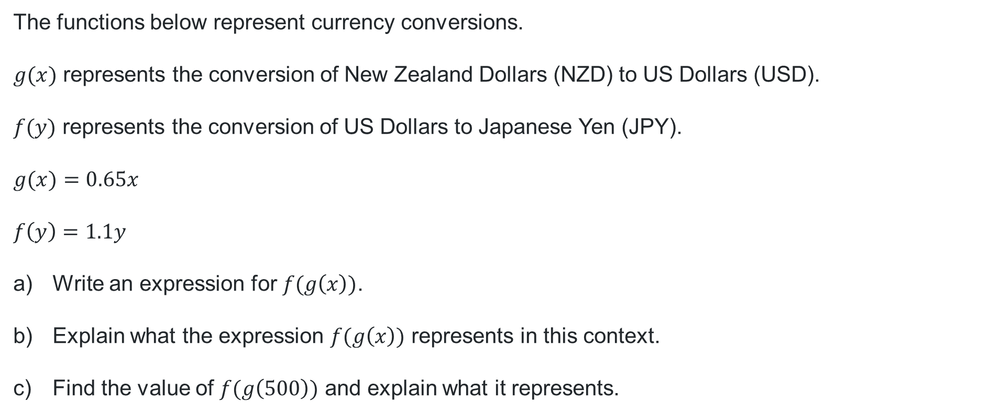 The functions below represent currency conversions.
g(x) represents the conversion of New Zealand Dollars (NZD) to US Dollars (USD).
f(y) represents the conversion of US Dollars to Japanese Yen (JPY).
g(x) = 0.65x
f(y) = 1.1y
a) Write an expression for f(g(x)).
b) Explain what the expression f(g(x)) represents in this context.
c) Find the value of f(g(500)) and explain what it represents.